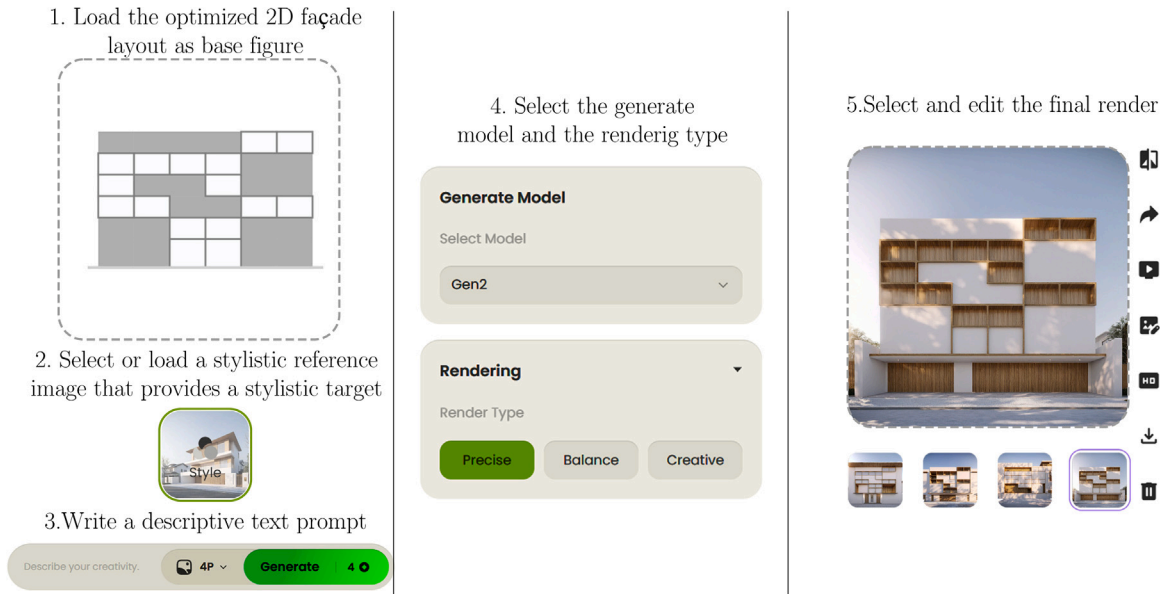 1. Load the optimized 2D façade
layout as base figure
2. Select or load a stylistic reference
image that provides a stylistic target
Style
3.Write a descriptive text prompt
Describe your creativity.
4P
Generate
4
4. Select the generate
model and the renderig type
Generate Model
Select Model
Gen2
Rendering
Render Type
Precise
Balance
Creative
5.Select and edit the final render
HD